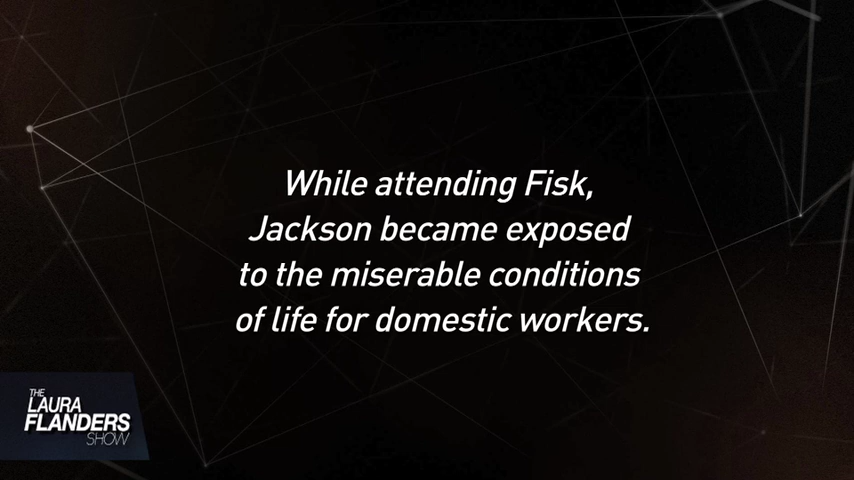 While attending Fisk,
Jackson became exposed
to the miserable conditions
of life for domestic workers.
THE
LAURA
FLANDERS
SHOW